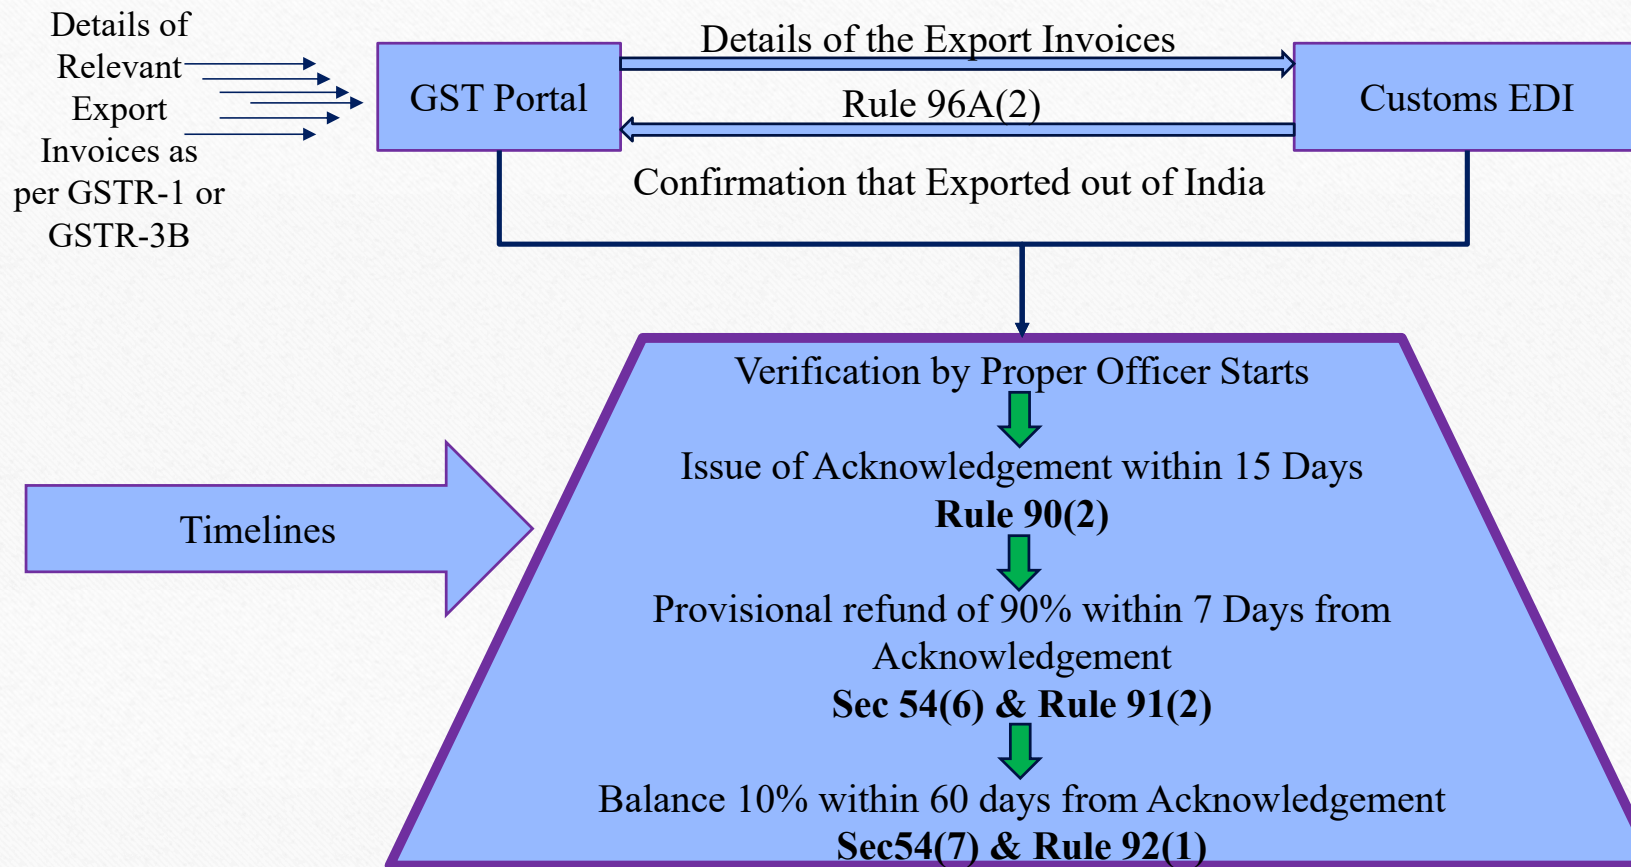 Details of
Relevant
Export
Invoices as
per GSTR-1 or
GSTR-3B
GST Portal
Details of the Export Invoices
Rule 96A(2)
Confirmation that Exported out of India
Customs EDI
Verification by Proper Officer Starts
Issue of Acknowledgement within 15 Days
Rule 90(2)
Timelines
Provisional refund of 90% within 7 Days from
Acknowledgement
Sec 54(6) & Rule 91(2)
Balance 10% within 60 days from Acknowledgement
Sec54(7) & Rule 92(1)